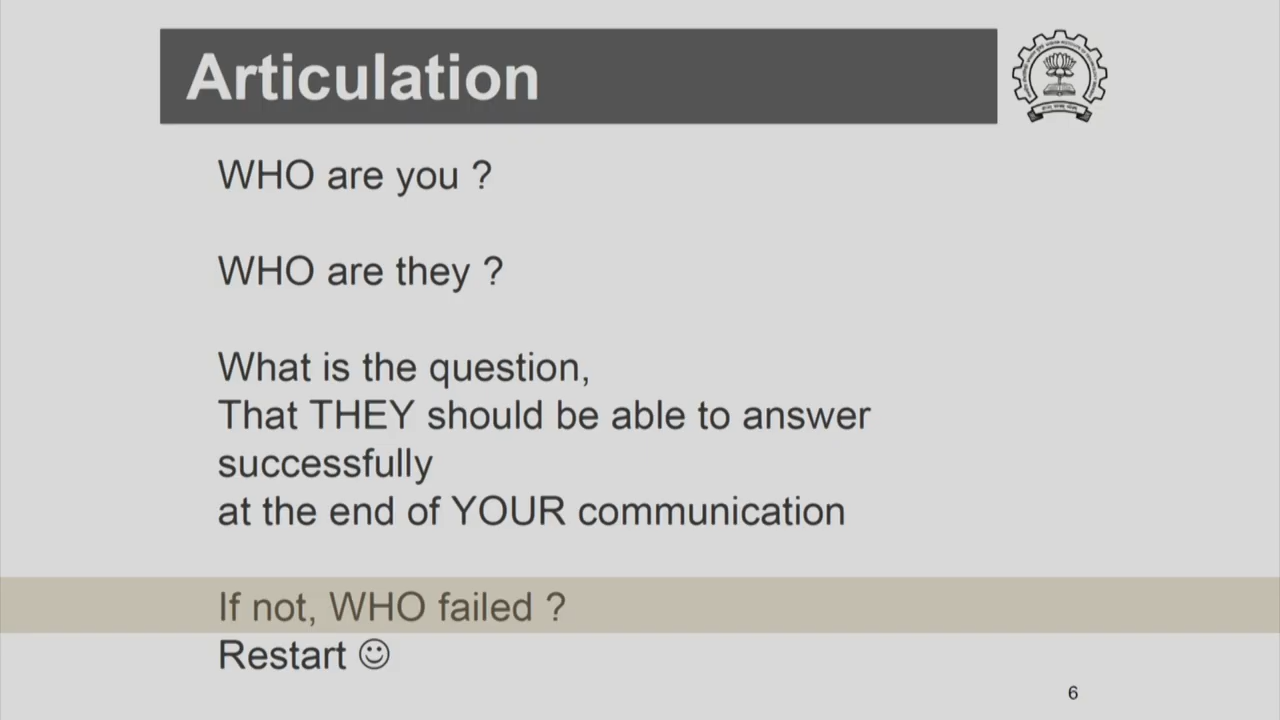 Articulation
WHO are you ?
WHO are they ?
What is the question,
That THEY should be able to answer
successfully
at the end of YOUR communication
If not, WHO failed ?
Restart ☺
6